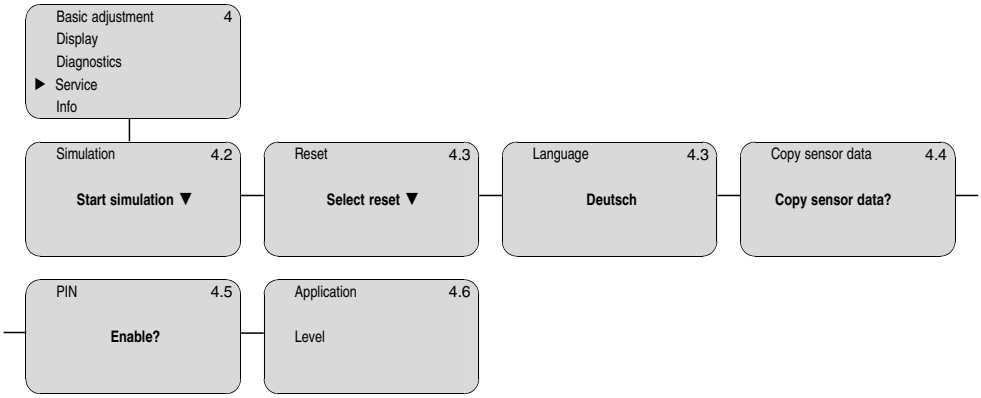 Basic adjustment 4
Display
Diagnostics
▶ Service
Info
Simulation 4.2
Start simulation ▼
Reset 4.3
Select reset ▼
Language 4.3
Deutsch
Copy sensor data 4.4
Copy sensor data?
PIN 4.5
Enable?
Application 4.6
Level